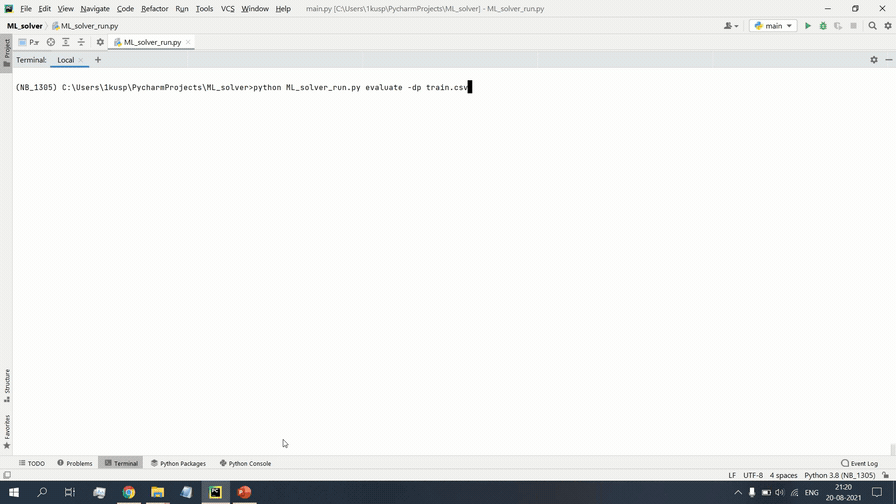 File Edit View Navigate Code Refactor Run Tools VCS Window Help main.py [C:\Users\1kusp\PycharmProjects\ML_solver] - ML_solver_run.py
ML_solver ML_solver_run.py main
P... ML_solver_run.py
Project
Terminal: Local
(NB_1305) C:\Users\1kusp\PycharmProjects\ML_solver>python ML_solver_run.py evaluate -dp train.csv
Structure
Favorites
TODO Problems Terminal Python Packages Python Console Event Log
LF UTF-8 4 spaces Python 3.8 (NB_1305)
ENG 21:20
20-08-2021